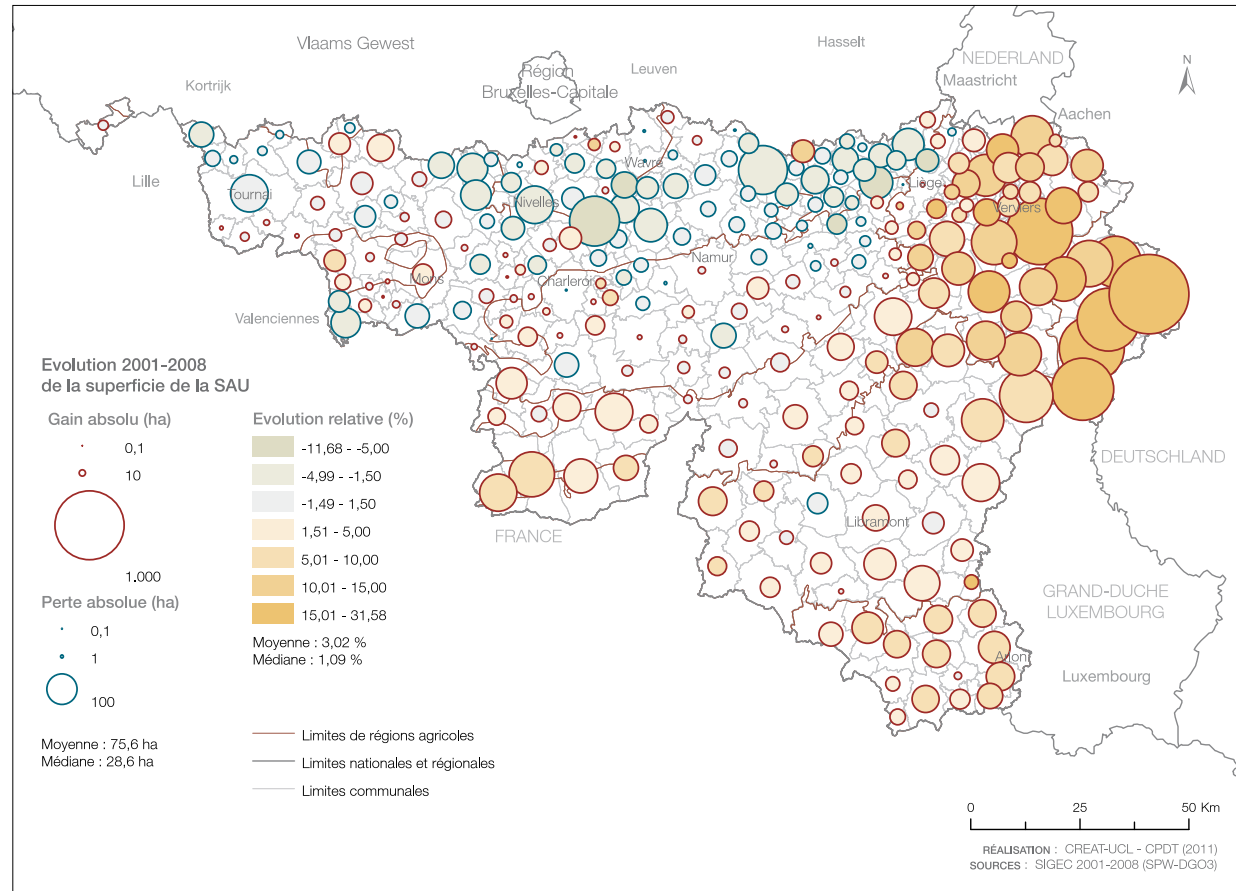 Vlaams Gewest
Hasselt
NEDERLAND
Maastricht
N
Région
Bruxelles-Capitale
Leuven
Kortrijk
Aachen
Lille
Wavre
Liège
Tournai
Nivelles
Verviers
Namur
Mons
Charleroi
Valenciennes
Evolution 2001-2008
de la superficie de la SAU
Gain absolu (ha)
0,1
10
1.000
Perte absolue (ha)
0,1
1
100
Moyenne : 75,6 ha
Médiane : 28,6 ha
Evolution relative (%)
-11,68 - -5,00
-4,99 - -1,50
-1,49 - 1,50
1,51 - 5,00
5,01 - 10,00
10,01 - 15,00
15,01 - 31,58
Moyenne : 3,02 %
Médiane : 1,09 %
DEUTSCHLAND
FRANCE
Libramont
GRAND-DUCHE
LUXEMBOURG
Arlon
Luxembourg
Limites de régions agricoles
Limites nationales et régionales
Limites communales
0 25 50 Km
RÉALISATION : CREAT-UCL - CPDT (2011)
SOURCES : SIGEC 2001-2008 (SPW-DGO3)